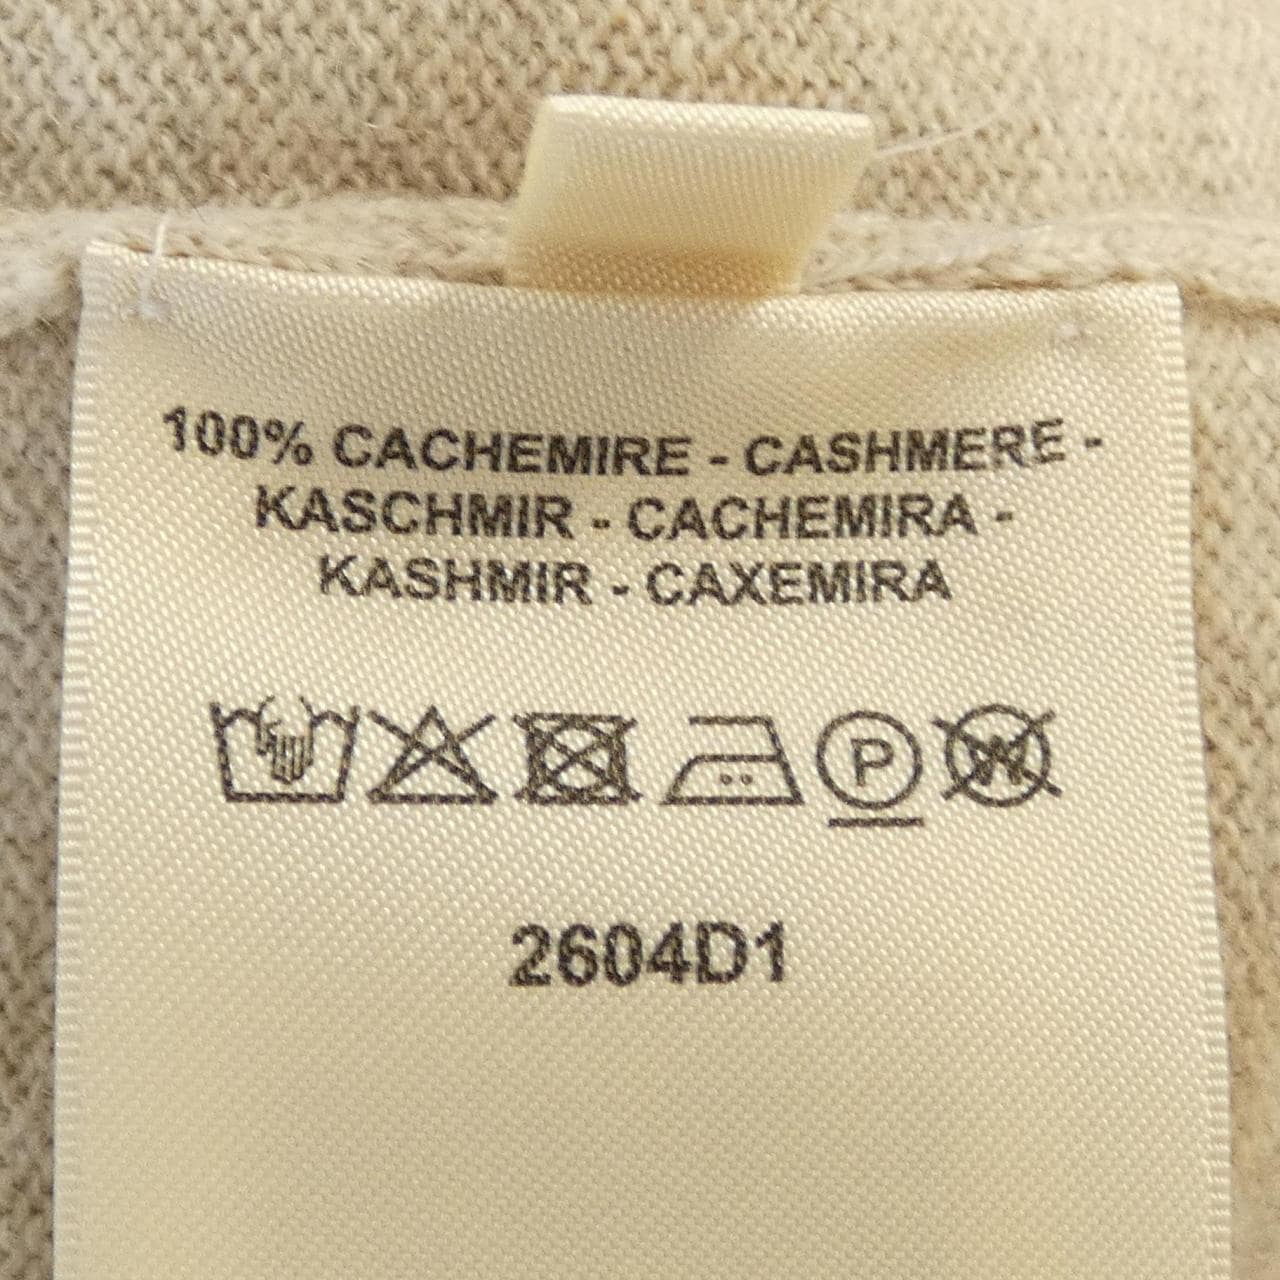 100% CACHEMIRE - CASHMERE -
KASCHMIR - CACHEMIRA -
KASHMIR - CAXEMIRA
P W
2604D1